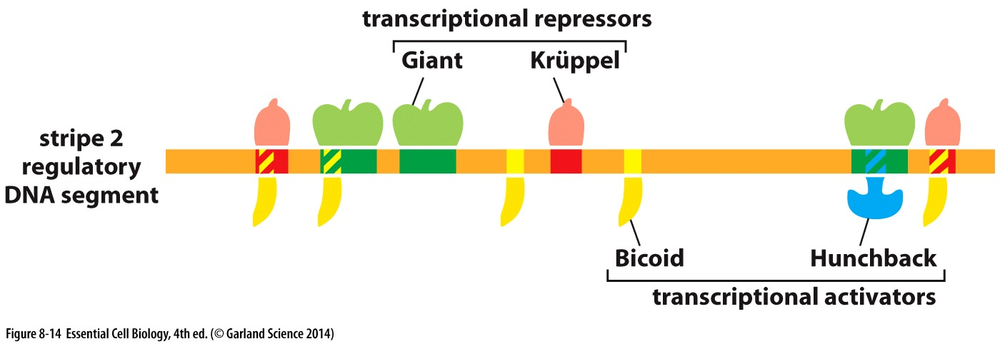 transcriptional repressors
Giant
Krüppel
stripe 2
regulatory
DNA segment
Bicoid
Hunchback
transcriptional activators
Figure 8-14 Essential Cell Biology, 4th ed. (© Garland Science 2014)